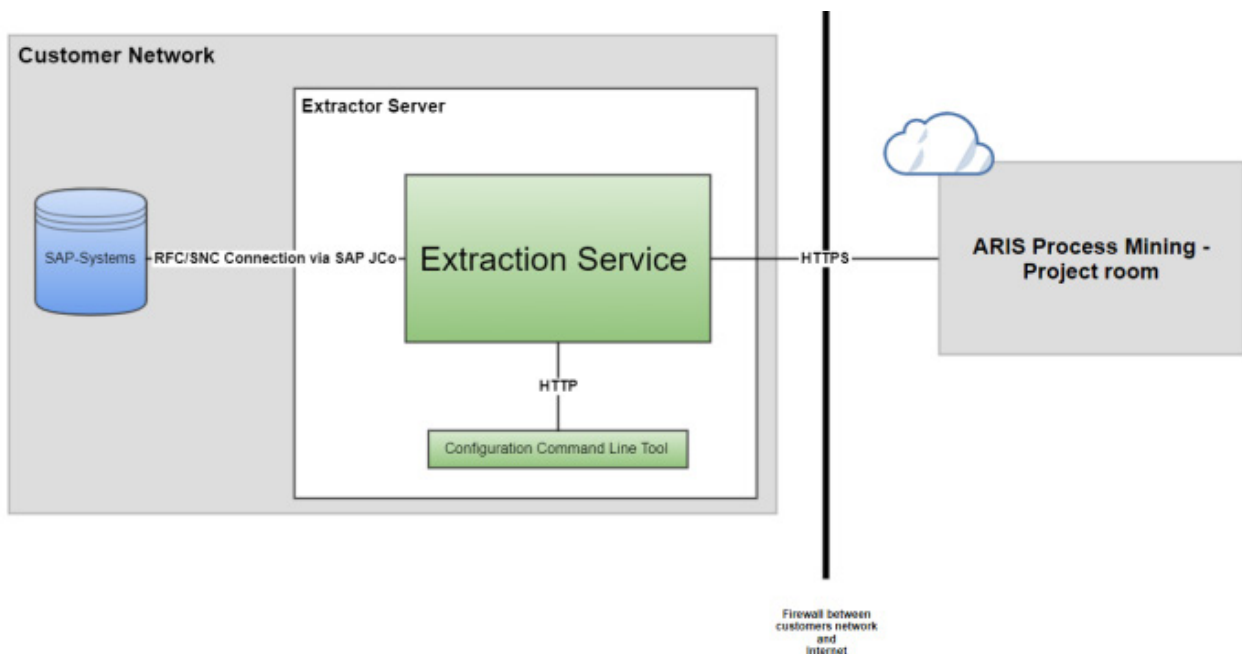 Customer Network
Extractor Server
SAP-Systems
RFC/SNC Connection via SAP JCo
Extraction Service
HTTPS
ARIS Process Mining -
Project room
HTTP
Configuration Command Line Tool
Firewall between
customers network
and
Internet